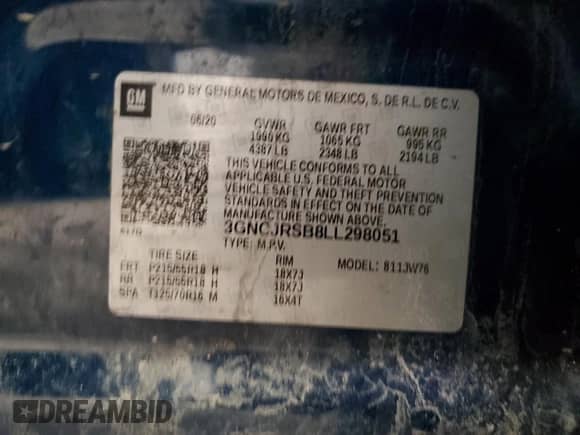 GM
MFD BY GENERAL MOTORS DE MEXICO, S. DE R.L. DE C.V.
06/20 GVWR GAWR FRT GAWR RR
1990 KG 1065 KG 995 KG
4387 LB 2348 LB 2194 LB
THIS VEHICLE CONFORMS TO ALL
APPLICABLE U.S. FEDERAL MOTOR
VEHICLE SAFETY AND THEFT PREVENTION
STANDARDS IN EFFECT ON THE DATE OF
MANUFACTURE SHOWN ABOVE.
3GNCJRSB8LL298051
TYPE: M.P.V.
TIRE SIZE RIM MODEL: 811JW76
FRT P215/55R18 H 18X7J
RR P215/55R18 H 18X7J
SPA T125/70R16 M 16X4T
DREAMBID